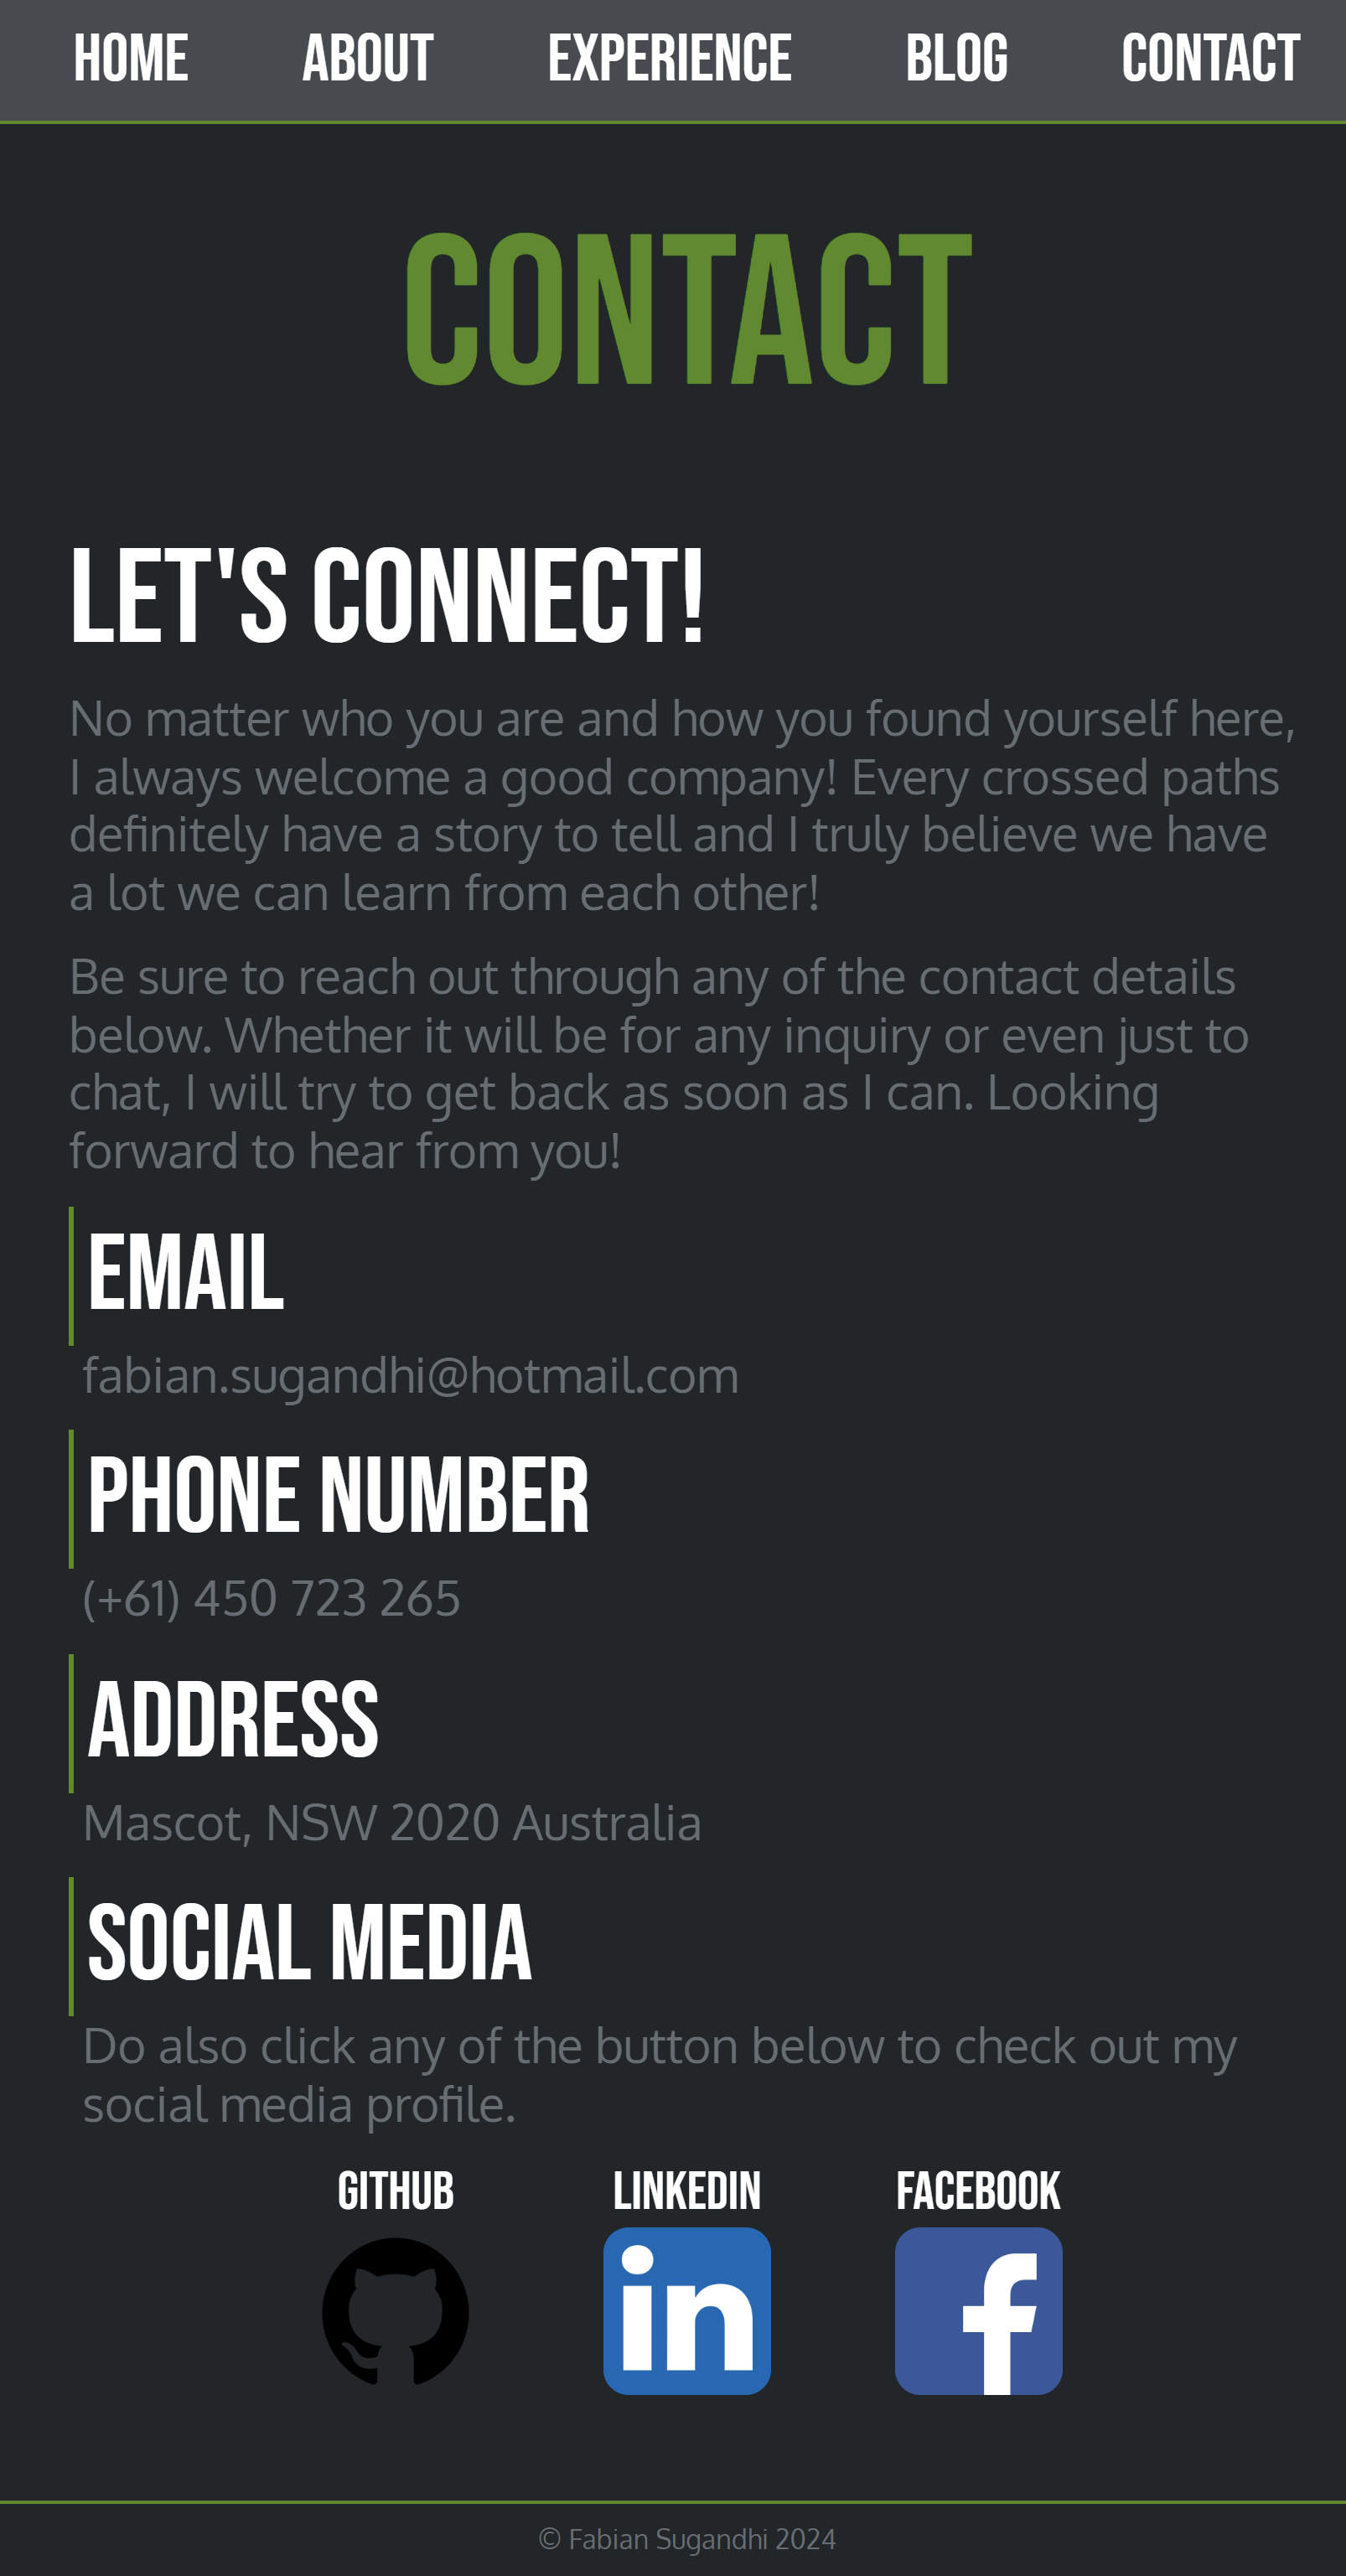 HOME ABOUT EXPERIENCE BLOG CONTACT
CONTACT
LET'S CONNECT!
No matter who you are and how you found yourself here,
I always welcome a good company! Every crossed paths
definitely have a story to tell and I truly believe we have
a lot we can learn from each other!
Be sure to reach out through any of the contact details
below. Whether it will be for any inquiry or even just to
chat, I will try to get back as soon as I can. Looking
forward to hear from you!
EMAIL
fabian.sugandhi@hotmail.com
PHONE NUMBER
(+61) 450 723 265
ADDRESS
Mascot, NSW 2020 Australia
SOCIAL MEDIA
Do also click any of the button below to check out my
social media profile.
GITHUB LINKEDIN FACEBOOK
in f
© Fabian Sugandhi 2024